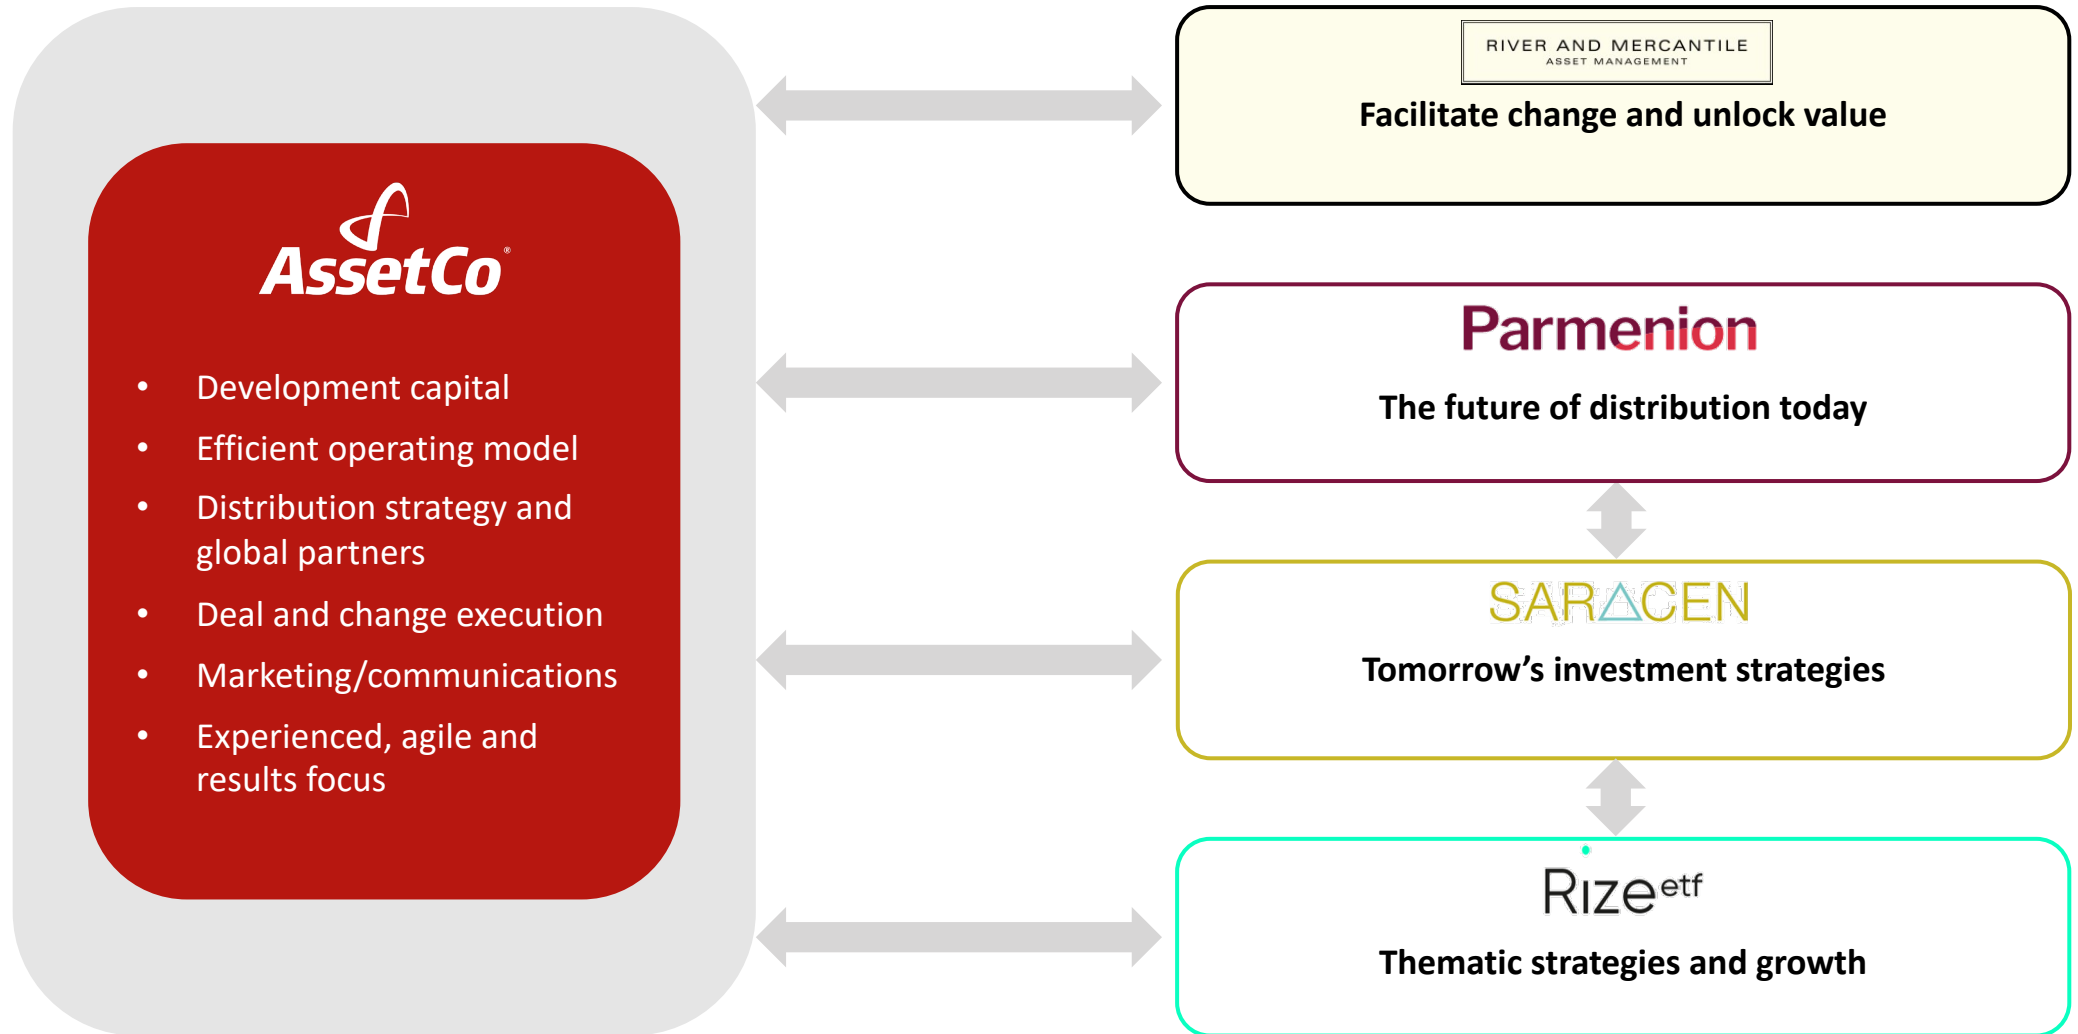 AssetCo®
• Development capital
• Efficient operating model
• Distribution strategy and
global partners
• Deal and change execution
• Marketing/communications
• Experienced, agile and
results focus
RIVER AND MERCANTILE
ASSET MANAGEMENT
Facilitate change and unlock value
Parmenion
The future of distribution today
SARACEN
Tomorrow’s investment strategies
Rize etf
Thematic strategies and growth